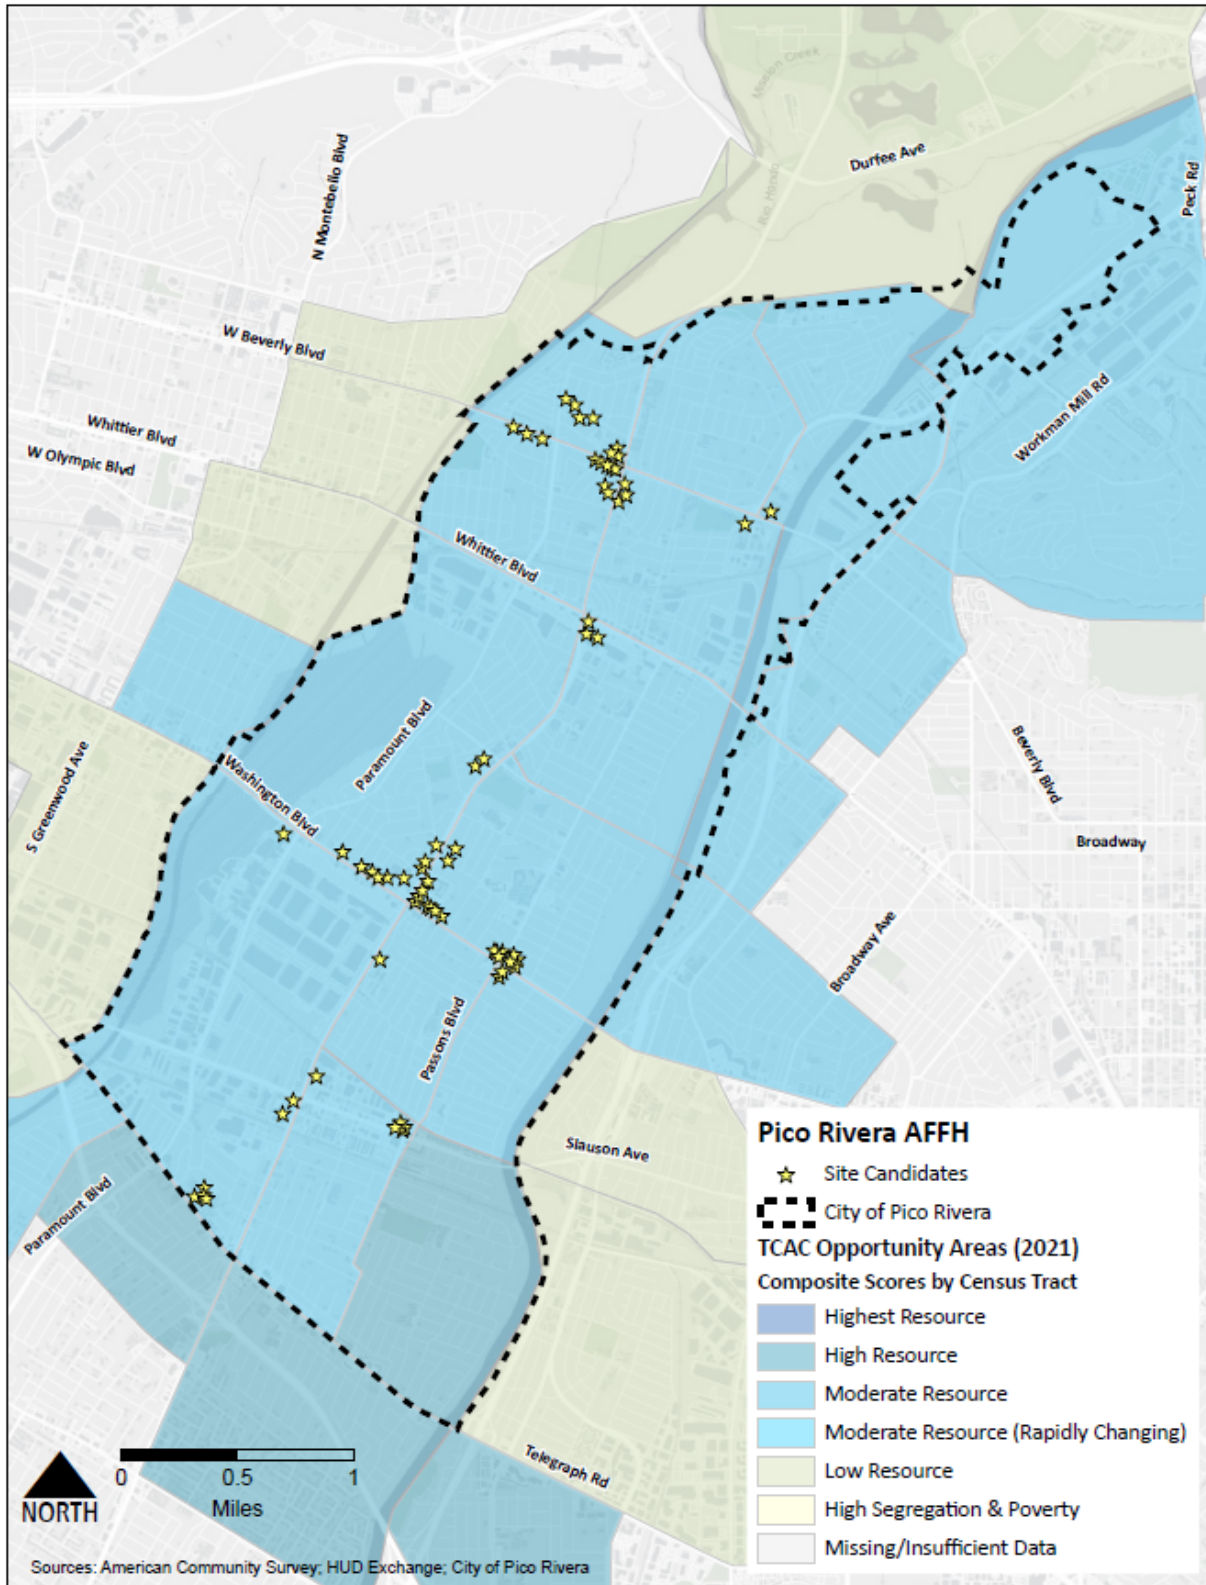 Mission Creek
Durfee Ave
Rio Hondo
Peck Rd
N Montebello Blvd
W Beverly Blvd
Whittier Blvd
W Olympic Blvd
Workman Mill Rd
Whittier Blvd
Paramount Blvd
Washington Blvd
S Greenwood Ave
Beverly Blvd
Broadway
Broadway Ave
Passons Blvd
Slauson Ave
Paramount Blvd
Telegraph Rd
Pico Rivera AFFH
Site Candidates
City of Pico Rivera
TCAC Opportunity Areas (2021)
Composite Scores by Census Tract
Highest Resource
High Resource
Moderate Resource
Moderate Resource (Rapidly Changing)
Low Resource
High Segregation & Poverty
Missing/Insufficient Data
0 0.5 1
Miles
NORTH
Sources: American Community Survey; HUD Exchange; City of Pico Rivera